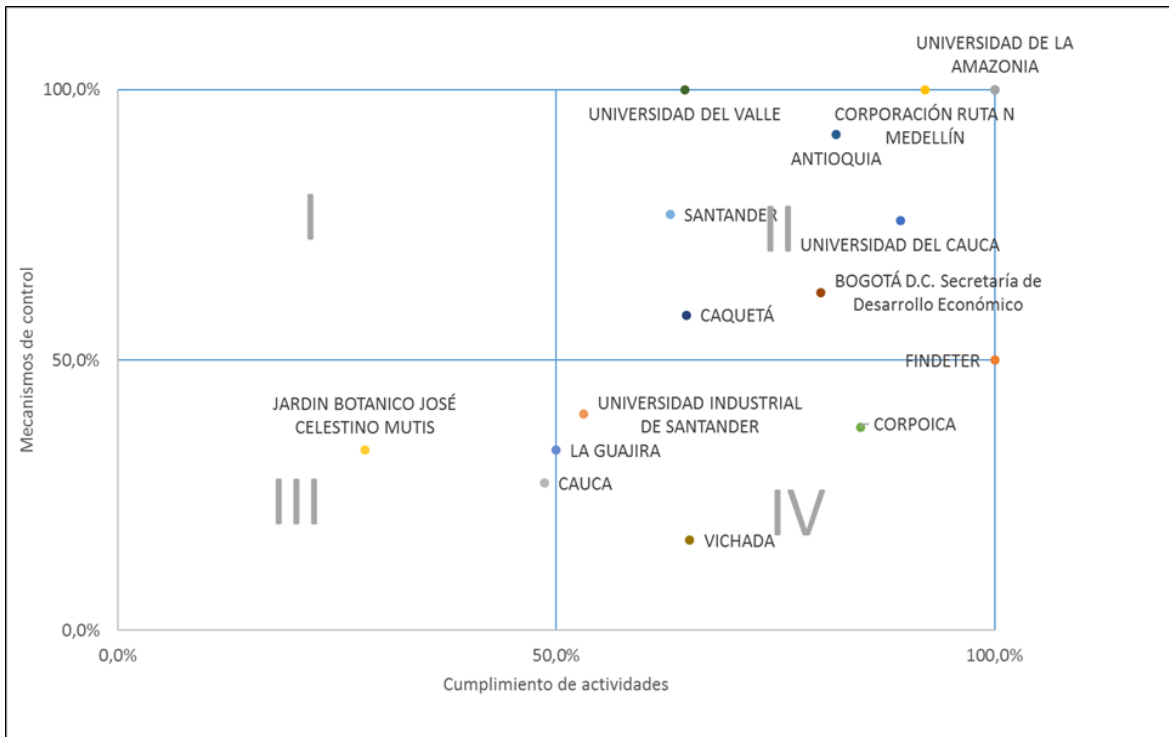 UNIVERSIDAD DE LA
AMAZONIA
100,0%
UNIVERSIDAD DEL VALLE
CORPORACIÓN RUTA N
MEDELLÍN
ANTIOQUIA
I
SANTANDER
II
UNIVERSIDAD DEL CAUCA
BOGOTÁ D.C. Secretaría de
Desarrollo Económico
CAQUETÁ
Mecanismos de control
50,0%
FINDETER
JARDIN BOTANICO JOSÉ
CELESTINO MUTIS
UNIVERSIDAD INDUSTRIAL
DE SANTANDER
CORPOICA
LA GUAJIRA
CAUCA
III
IV
VICHADA
0,0%
0,0%
50,0%
100,0%
Cumplimiento de actividades